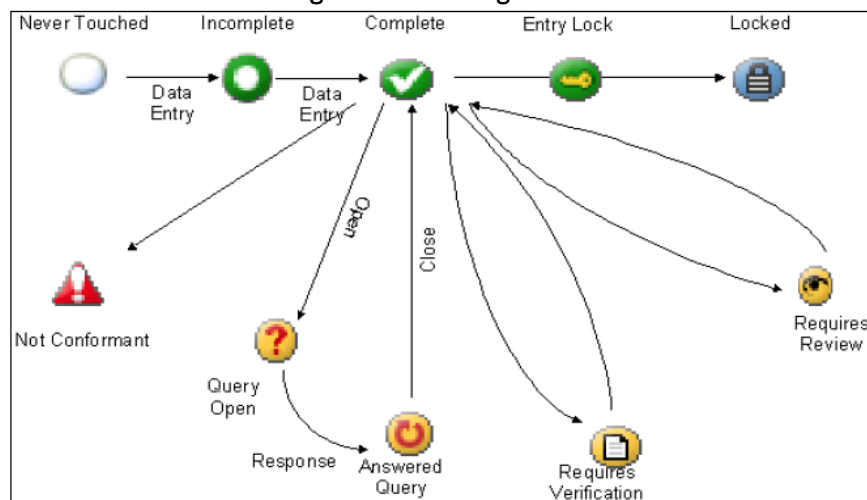 Never Touched
Incomplete
Complete
Entry Lock
Locked
Data
Entry
Data
Entry
Open
Close
Not Conformant
Query
Open
Response
Answered
Query
Requires
Verification
Requires
Review